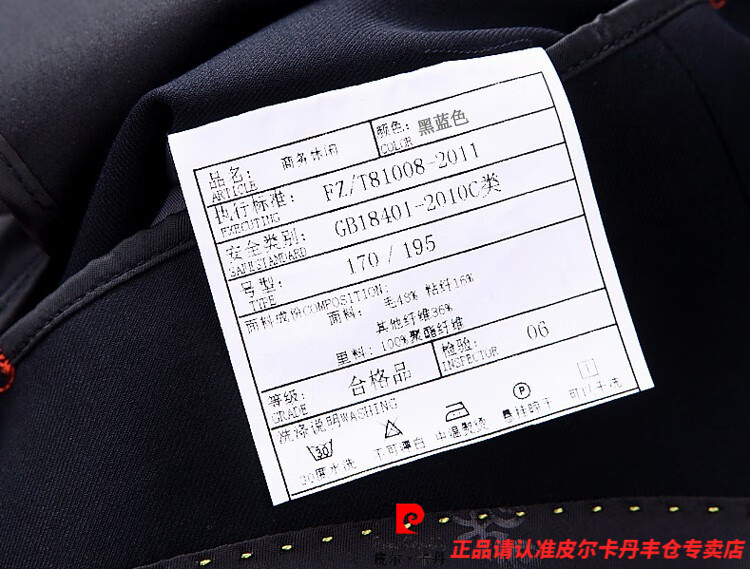 品名: 商务休闲 颜色: 黑蓝色
ARTICLE COLOR
执行标准: FZ/T81008-2011
EXECUTING
安全类别: GB18401-2010C类
SAFE STANDARD
号型: 170 / 195
TYPE
面料成份COMPOSITION:
面料: 毛48% 粘纤16%
其他纤维36%
里料: 100%聚酯纤维
等级: 合格品 检验: 06
GRADE INSPECTOR
洗涤说明WASHING
30 P
30度水洗 不可漂白 中温熨烫 悬挂晾干 可以干洗
皮尔·卡丹
正品请认准皮尔卡丹丰仓专卖店